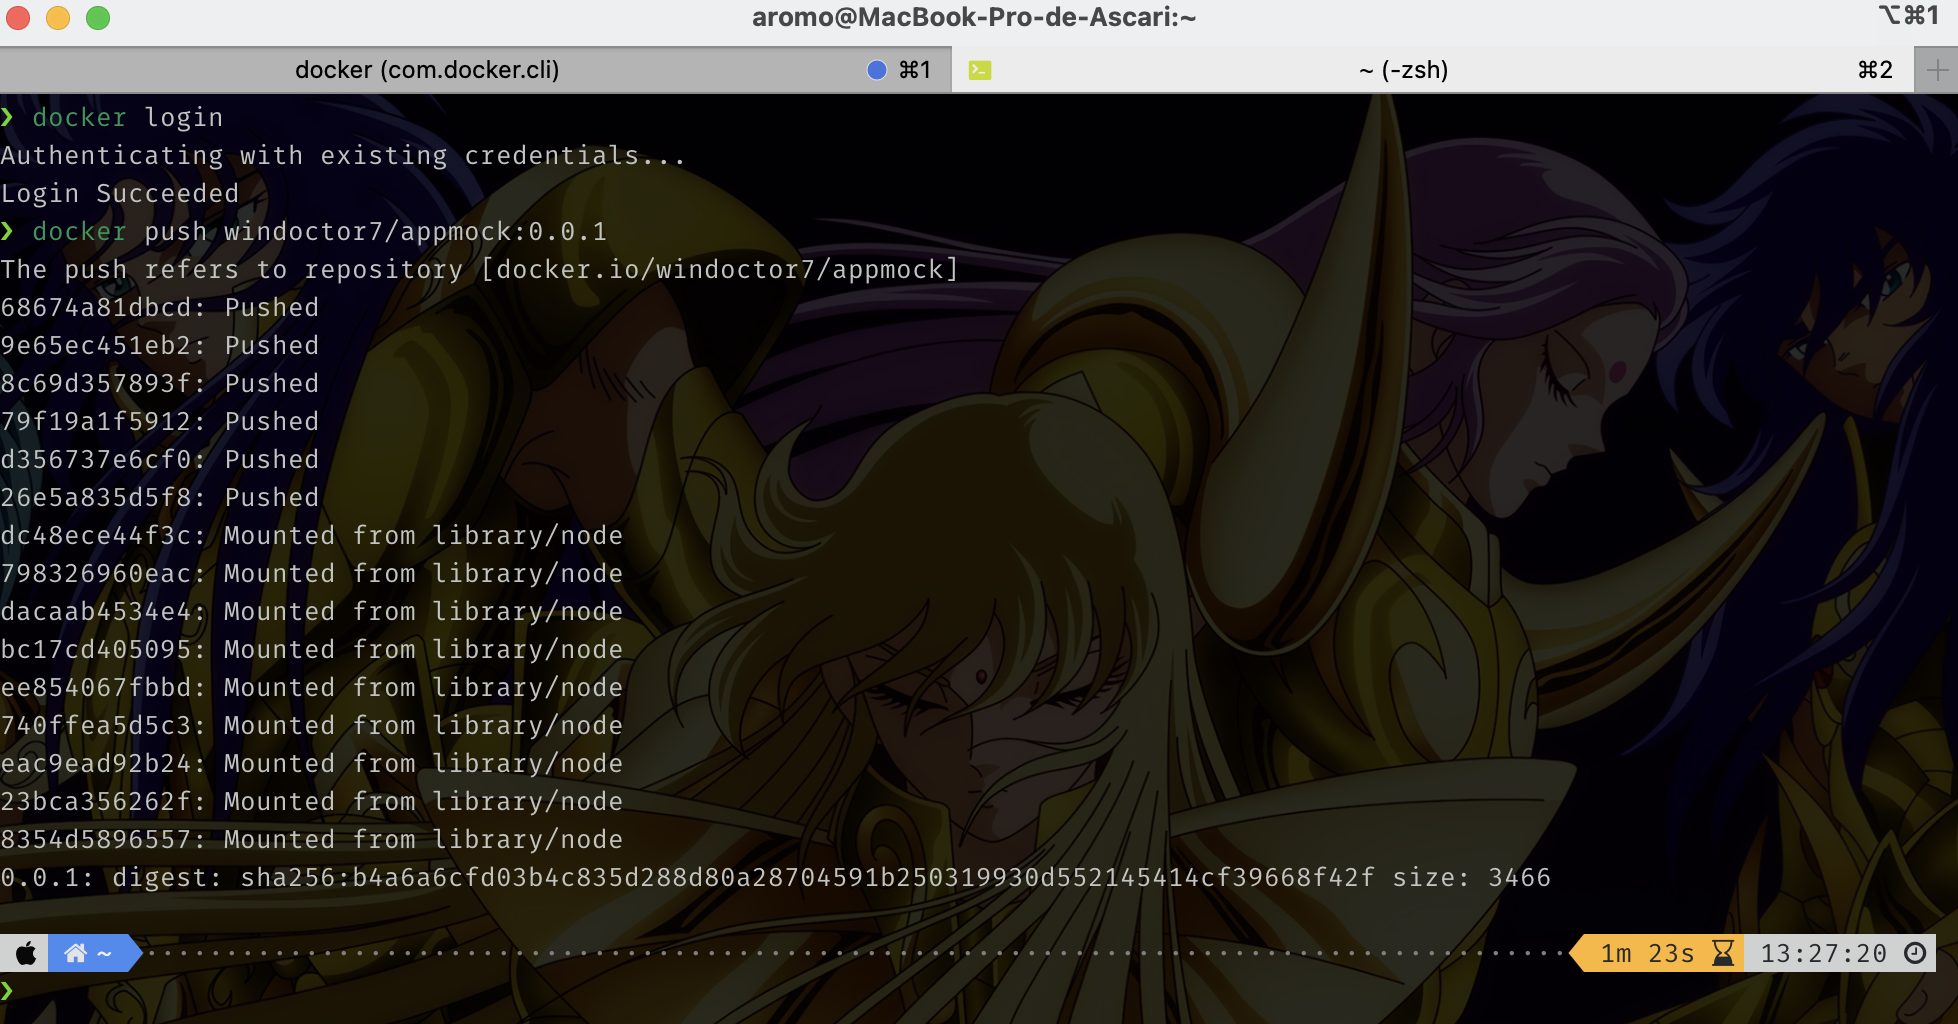 aromo@MacBook-Pro-de-Ascari:~
⌥⌘1
docker (com.docker.cli) ⌘1
~ (-zsh) ⌘2
❯ docker login
Authenticating with existing credentials...
Login Succeeded
❯ docker push windoctor7/appmock:0.0.1
The push refers to repository [docker.io/windoctor7/appmock]
68674a81dbcd: Pushed
9e65ec451eb2: Pushed
8c69d357893f: Pushed
79f19a1f5912: Pushed
d356737e6cf0: Pushed
26e5a835d5f8: Pushed
dc48ece44f3c: Mounted from library/node
798326960eac: Mounted from library/node
dacaab4534e4: Mounted from library/node
bc17cd405095: Mounted from library/node
ee854067fbbd: Mounted from library/node
740ffea5d5c3: Mounted from library/node
eac9ead92b24: Mounted from library/node
23bca356262f: Mounted from library/node
8354d5896557: Mounted from library/node
0.0.1: digest: sha256:b4a6a6cfd03b4c835d288d80a28704591b250319930d552145414cf39668f42f size: 3466
~ 1m 23s 13:27:20
❯